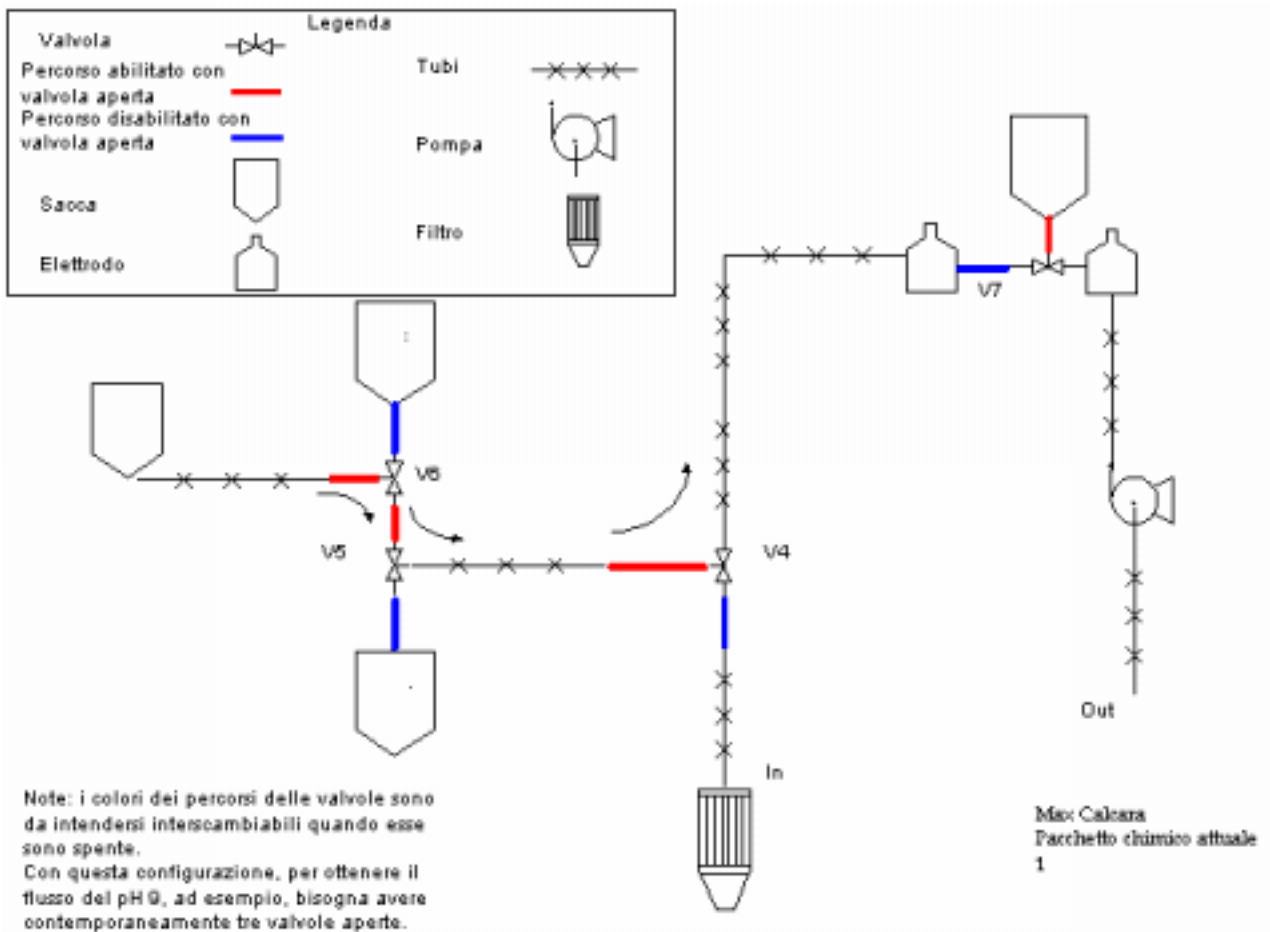 Legenda
Valvola
Percorso abilitato con
valvola aperta
Percorso disabilitato con
valvola aperta
Sacca
Elettrodo
Tubi
Pompa
Filtro
V7
V6
V5
V4
Out
In
Note: i colori dei percorsi delle valvole sono
da intendersi interscambiabili quando esse
sono spente.
Con questa configurazione, per ottenere il
flusso del pH 9, ad esempio, bisogna avere
contemporaneamente tre valvole aperte.
Max Calcara
Pacchetto chimico attuale
1